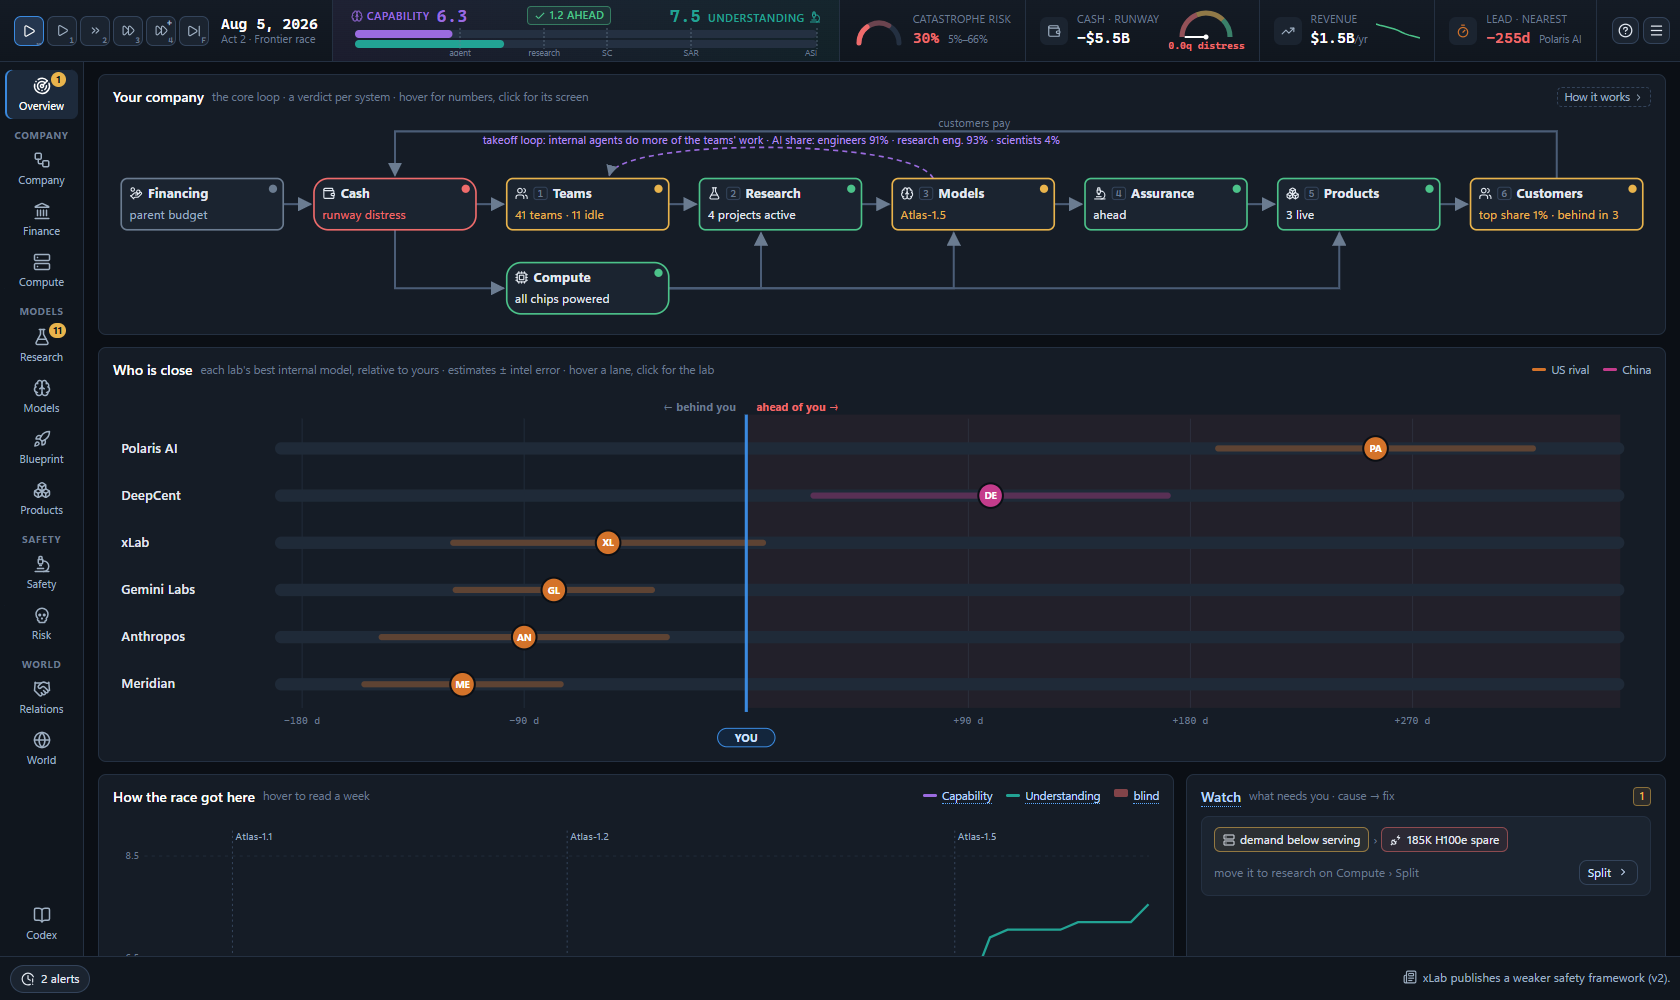 1
2
3
4
F
Aug 5, 2026
Act 2 · Frontier race
CAPABILITY 6.3
1.2 AHEAD
7.5 UNDERSTANDING
agent
research
SC
SAR
ASI
CATASTROPHE RISK
30% 5%–66%
CASH · RUNWAY
−$5.5B
0.0q distress
REVENUE
$1.5B/yr
LEAD · NEAREST
−255d Polaris AI
1
Overview
COMPANY
Company
Finance
Compute
MODELS
11
Research
Models
Blueprint
Products
SAFETY
Safety
Risk
WORLD
Relations
World
Codex
Your company the core loop · a verdict per system · hover for numbers, click for its screen
How it works ›
customers pay
takeoff loop: internal agents do more of the teams' work · AI share: engineers 91% · research eng. 93% · scientists 4%
Financing
parent budget
Cash
runway distress
1 Teams
41 teams · 11 idle
2 Research
4 projects active
3 Models
Atlas-1.5
4 Assurance
ahead
5 Products
3 live
6 Customers
top share 1% · behind in 3
Compute
all chips powered
Who is close each lab's best internal model, relative to yours · estimates ± intel error · hover a lane, click for the lab
US rival
China
← behind you
ahead of you →
Polaris AI
PA
DeepCent
DE
xLab
XL
Gemini Labs
GL
Anthropos
AN
Meridian
ME
−180 d
−90 d
+90 d
+180 d
+270 d
YOU
How the race got here hover to read a week
Capability
Understanding
blind
Atlas-1.1
Atlas-1.2
Atlas-1.5
8.5
Watch what needs you · cause → fix
1
demand below serving › 185K H100e spare
move it to research on Compute › Split
Split ›
2 alerts
xLab publishes a weaker safety framework (v2).